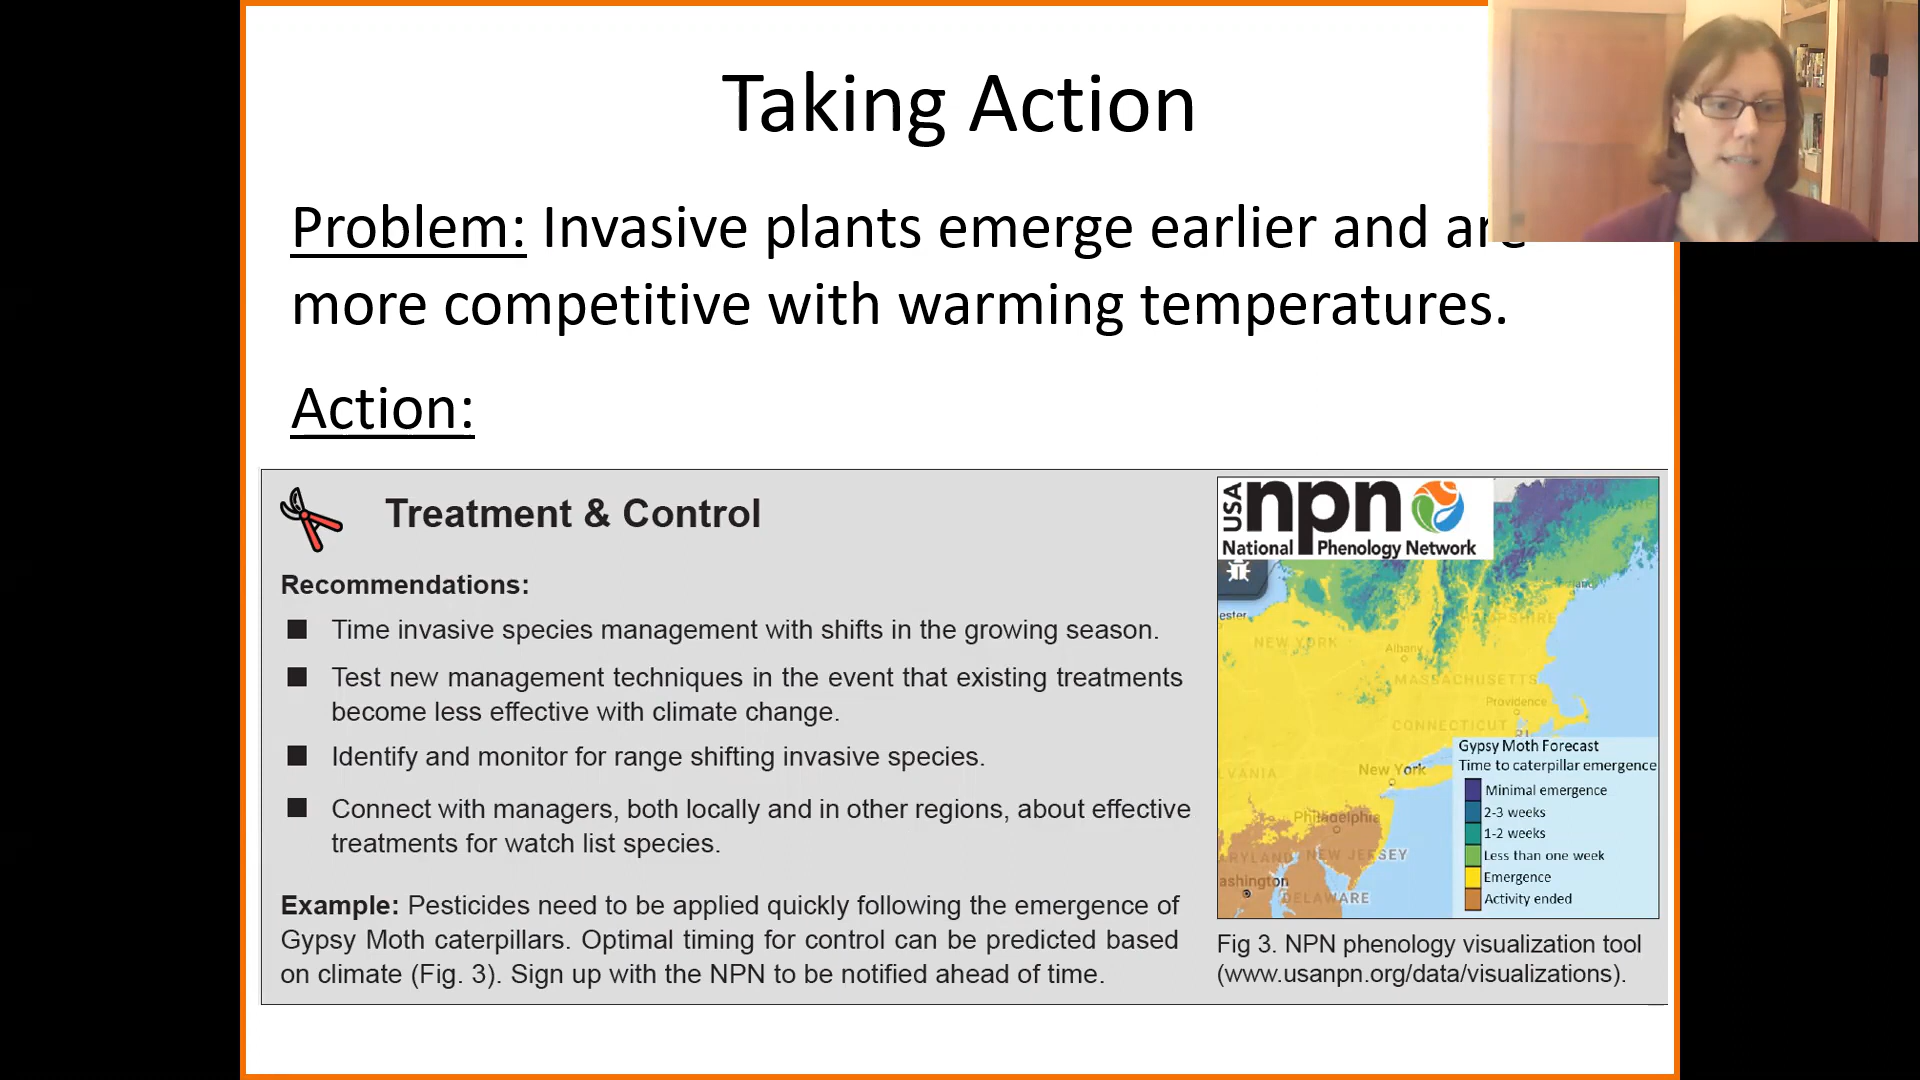 Taking Action
Problem: Invasive plants emerge earlier and are
more competitive with warming temperatures.
Action:
Treatment & Control
Recommendations:
Time invasive species management with shifts in the growing season.
Test new management techniques in the event that existing treatments
become less effective with climate change.
Identify and monitor for range shifting invasive species.
Connect with managers, both locally and in other regions, about effective
treatments for watch list species.
Example: Pesticides need to be applied quickly following the emergence of
Gypsy Moth caterpillars. Optimal timing for control can be predicted based
on climate (Fig. 3). Sign up with the NPN to be notified ahead of time.
USA npn
National Phenology Network
ester
NEW YORK
Albany
MASSACHUSETTS
Providence
CONNECTICUT
RI
New York
LVANIA
Philadelphia
RYLAND
NEW JERSEY
ashington
DELAWARE
Gypsy Moth Forecast
Time to caterpillar emergence
Minimal emergence
2-3 weeks
1-2 weeks
Less than one week
Emergence
Activity ended
Fig 3. NPN phenology visualization tool
(www.usanpn.org/data/visualizations).